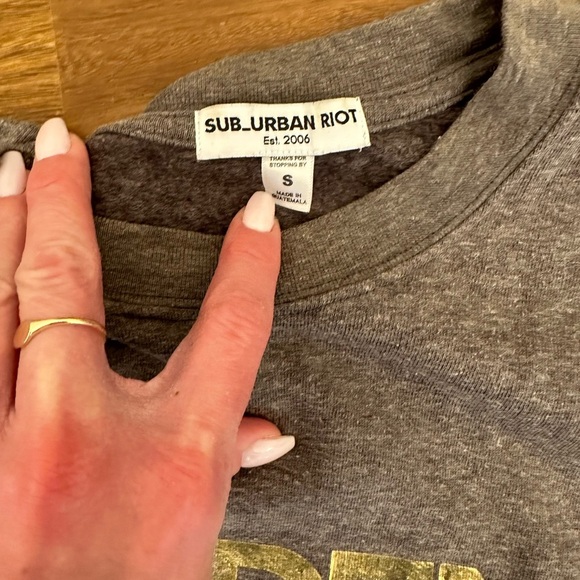 SUB_URBAN RIOT
Est. 2006
THANKS FOR
STOPPING BY
S
MADE IN
GUATEMALA